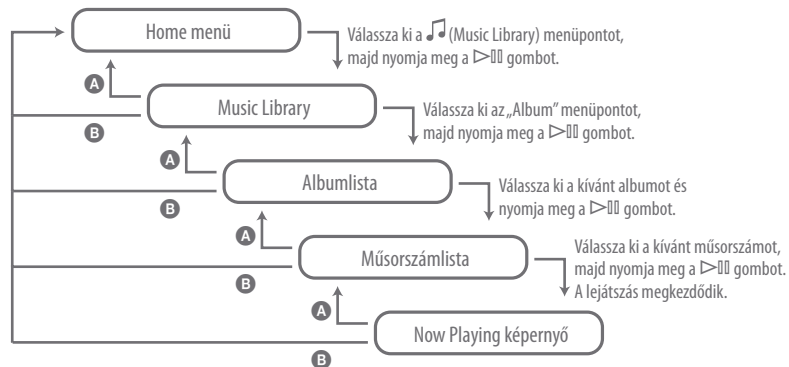 Home menü
Válassza ki a ♫ (Music Library) menüpontot,
majd nyomja meg a ▷▯▯ gombot.
A
Music Library
Válassza ki az „Album” menüpontot,
majd nyomja meg a ▷▯▯ gombot.
B
A
Albumlista
Válassza ki a kívánt albumot és
nyomja meg a ▷▯▯ gombot.
B
A
Műsorszámlista
Válassza ki a kívánt műsorszámot,
majd nyomja meg a ▷▯▯ gombot.
A lejátszás megkezdődik.
B
A
Now Playing képernyő
B